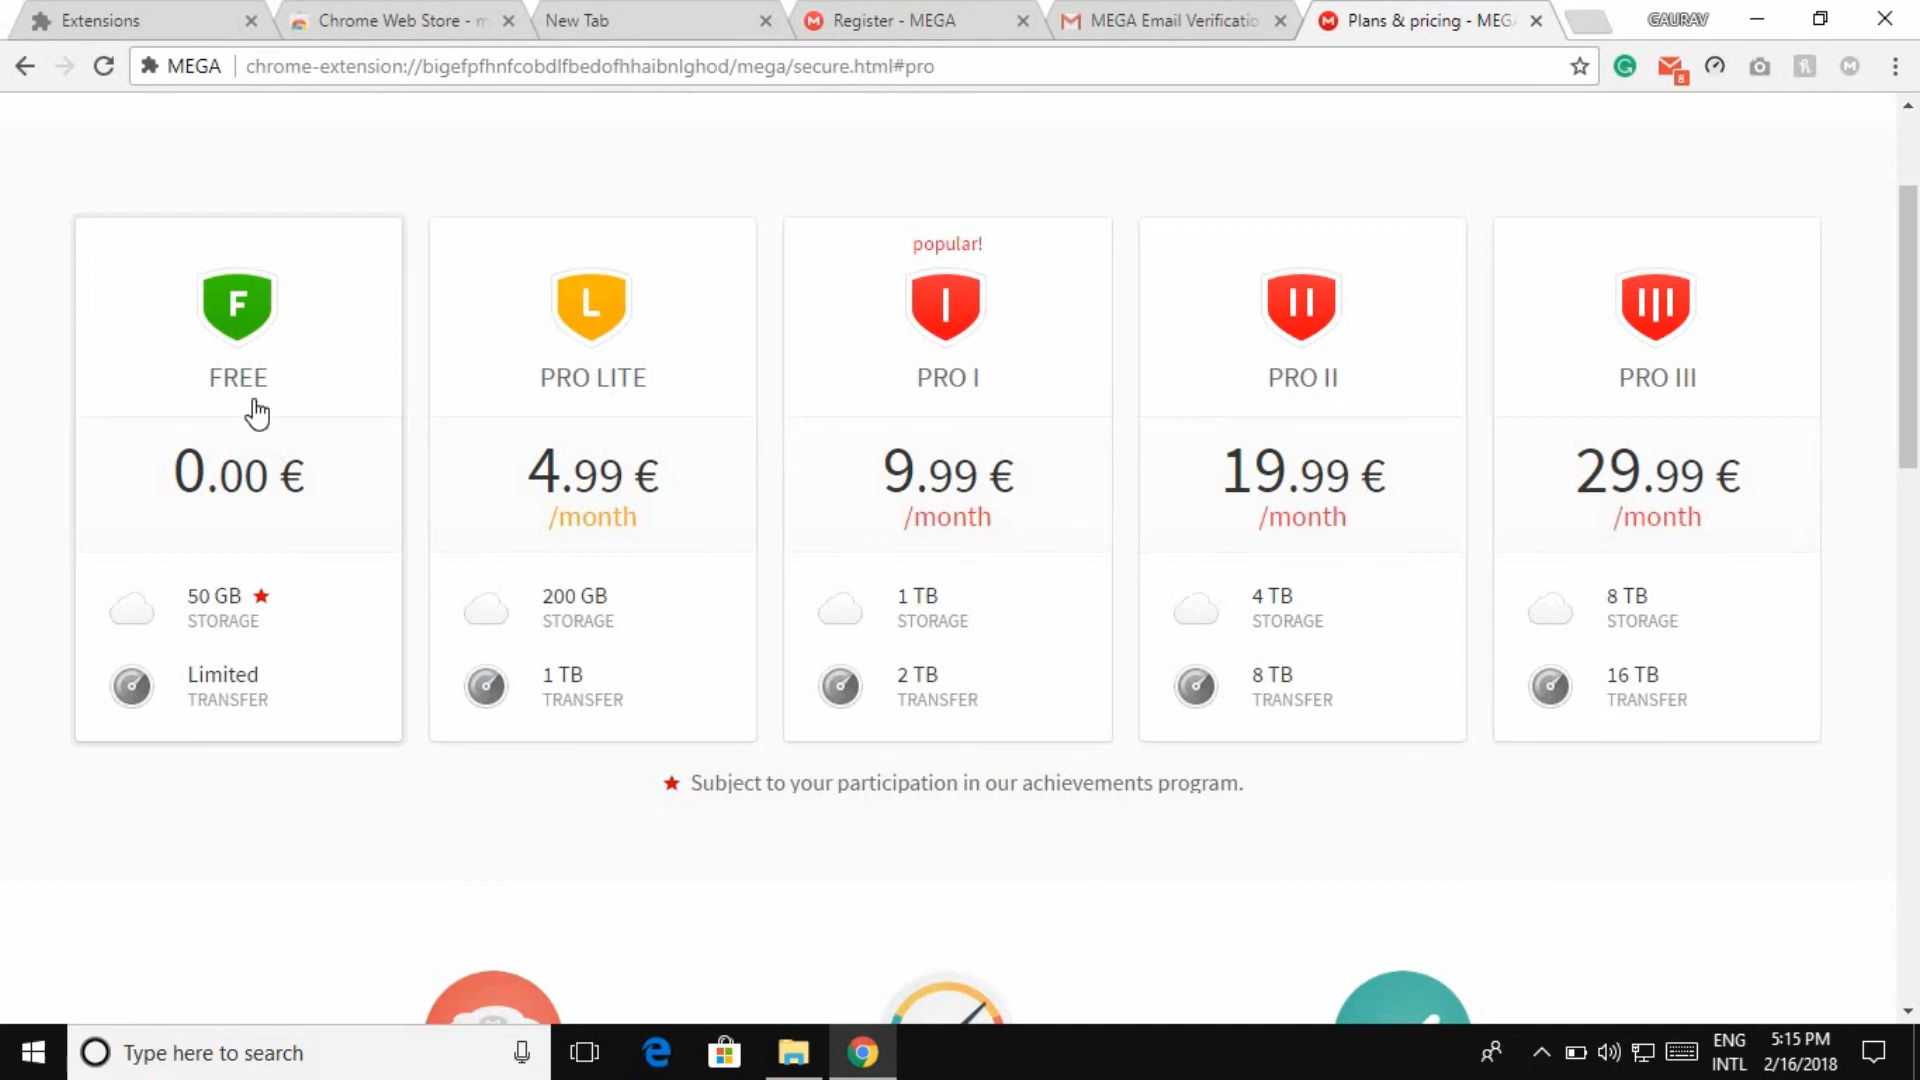 Extensions
Chrome Web Store - m
New Tab
Register - MEGA
MEGA Email Verificatio
Plans & pricing - MEGA
GAURAV
MEGA
chrome-extension://bigefpfhnfcobdlfbedofhhaibnlghod/mega/secure.html#pro
8
popular!
F
L
I
II
III
FREE
PRO LITE
PRO I
PRO II
PRO III
0.00 €
4.99 €
9.99 €
19.99 €
29.99 €
/month
/month
/month
/month
50 GB
STORAGE
200 GB
STORAGE
1 TB
STORAGE
4 TB
STORAGE
8 TB
STORAGE
Limited
TRANSFER
1 TB
TRANSFER
2 TB
TRANSFER
8 TB
TRANSFER
16 TB
TRANSFER
Subject to your participation in our achievements program.
Type here to search
ENG
INTL
5:15 PM
2/16/2018